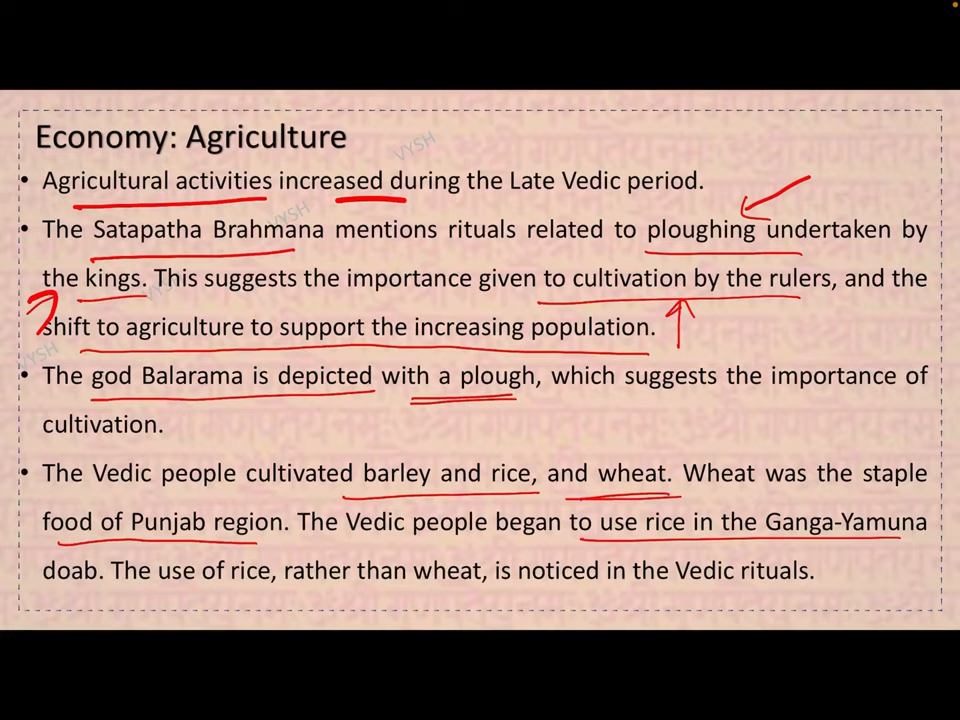 Economy: Agriculture
• Agricultural activities increased during the Late Vedic period.
• The Satapatha Brahmana mentions rituals related to ploughing undertaken by
the kings. This suggests the importance given to cultivation by the rulers, and the
shift to agriculture to support the increasing population.
• The god Balarama is depicted with a plough, which suggests the importance of
cultivation.
• The Vedic people cultivated barley and rice, and wheat. Wheat was the staple
food of Punjab region. The Vedic people began to use rice in the Ganga-Yamuna
doab. The use of rice, rather than wheat, is noticed in the Vedic rituals.
VYSH
VYSH
VYSH